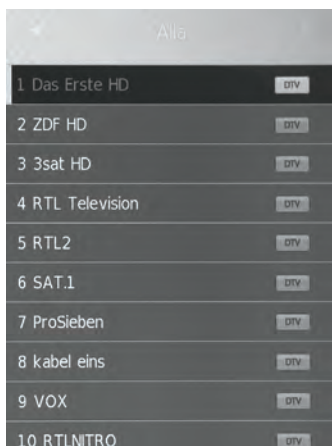 Alla
1 Das Erste HD DTV
2 ZDF HD DTV
3 3sat HD DTV
4 RTL Television DTV
5 RTL2 DTV
6 SAT.1 DTV
7 ProSieben DTV
8 kabel eins DTV
9 VOX DTV
10 RTLNITRO DTV